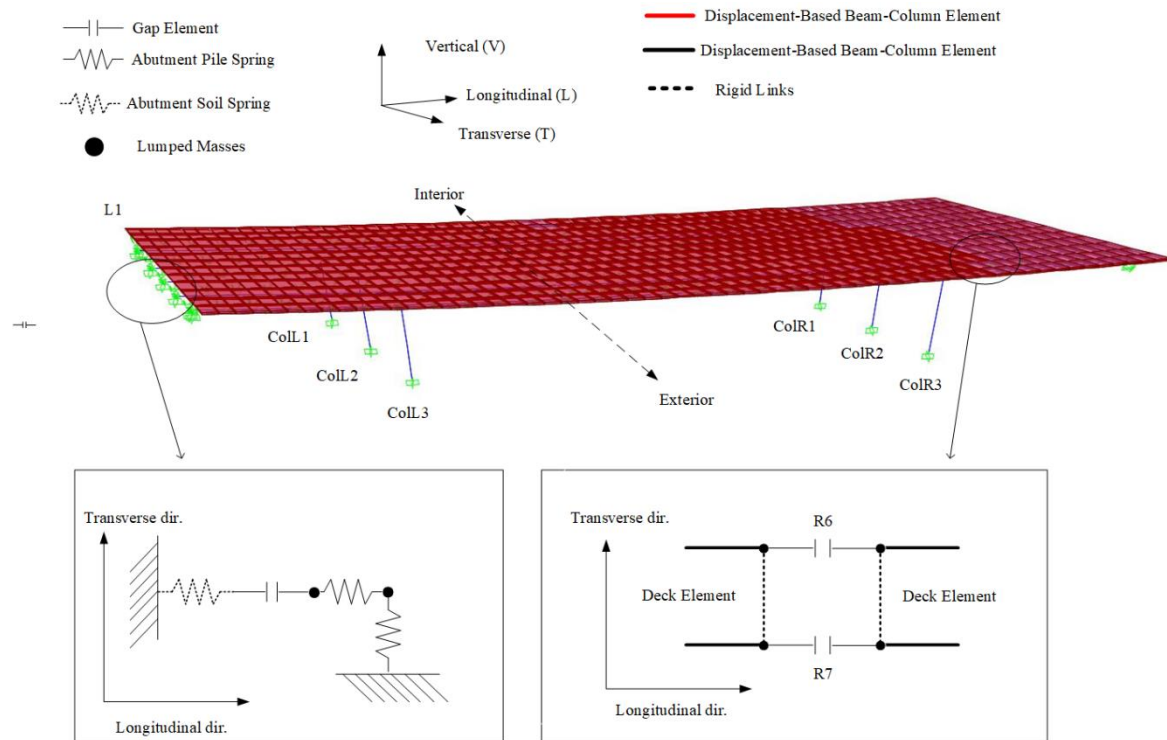 Gap Element
Abutment Pile Spring
Abutment Soil Spring
Lumped Masses
Vertical (V)
Longitudinal (L)
Transverse (T)
Displacement-Based Beam-Column Element
Displacement-Based Beam-Column Element
Rigid Links
L1
Interior
ColL1
ColL2
ColL3
Exterior
ColR1
ColR2
ColR3
Transverse dir.
Longitudinal dir.
Transverse dir.
R6
Deck Element
Deck Element
R7
Longitudinal dir.